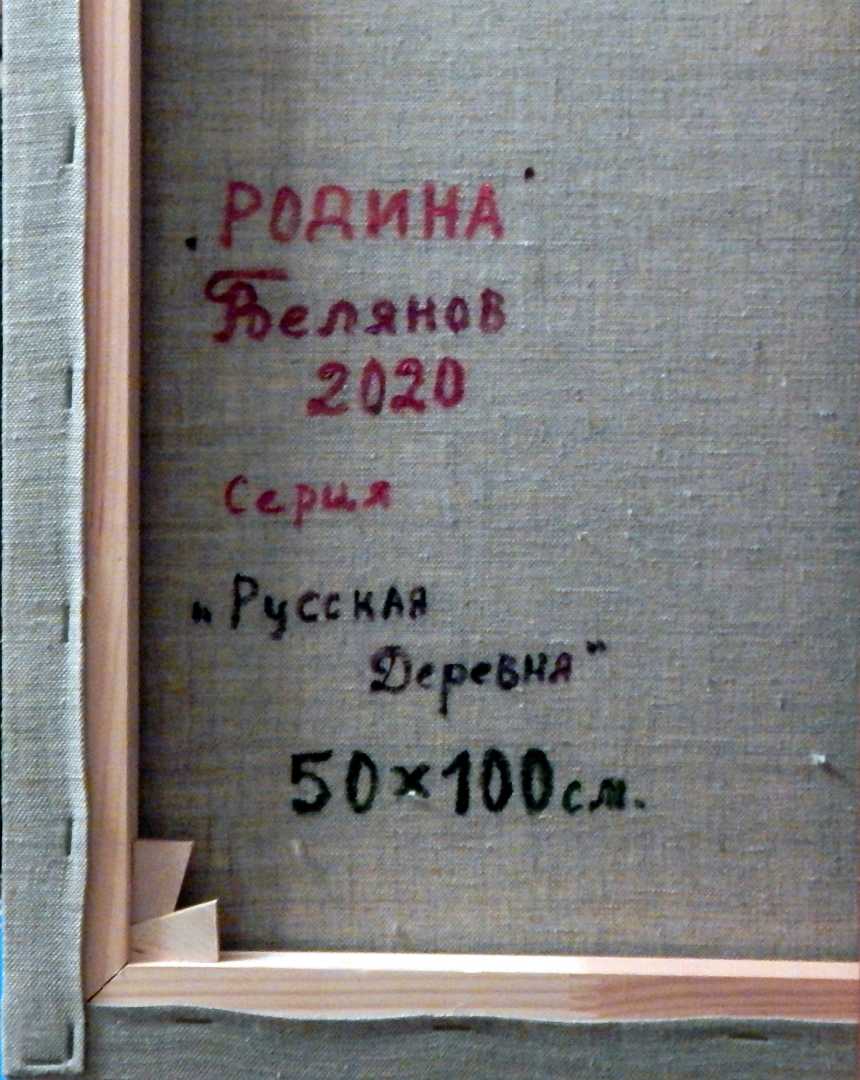 "РОДИНА"
Белянов
2020
Серия
"Русская
Деревня"
50×100см.